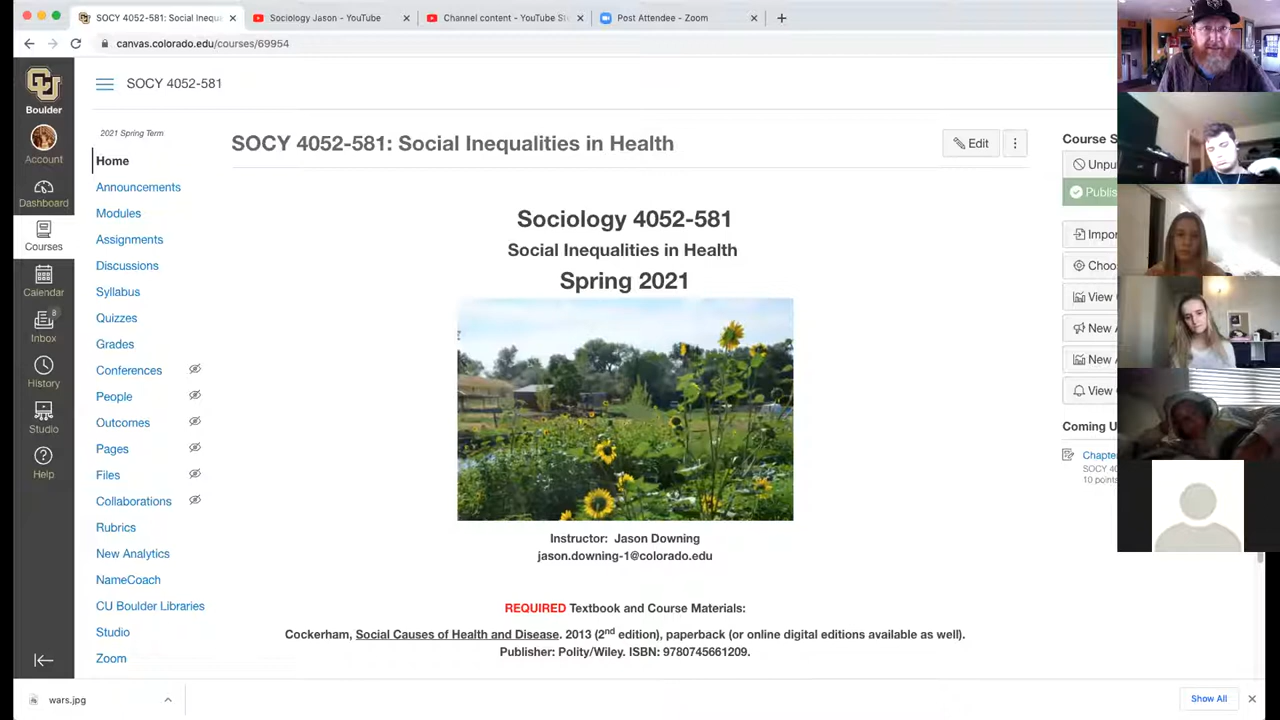 SOCY 4052-581: Social Inequ
Sociology Jason - YouTube
Channel content - YouTube St
Post Attendee - Zoom
canvas.colorado.edu/courses/69954
CU
Boulder
Account
Dashboard
Courses
Calendar
8
Inbox
History
Studio
Help
SOCY 4052-581
2021 Spring Term
Home
Announcements
Modules
Assignments
Discussions
Syllabus
Quizzes
Grades
Conferences
People
Outcomes
Pages
Files
Collaborations
Rubrics
New Analytics
NameCoach
CU Boulder Libraries
Studio
Zoom
SOCY 4052-581: Social Inequalities in Health
Edit
Sociology 4052-581
Social Inequalities in Health
Spring 2021
Instructor: Jason Downing
jason.downing-1@colorado.edu
REQUIRED Textbook and Course Materials:
Cockerham, Social Causes of Health and Disease. 2013 (2nd edition), paperback (or online digital editions available as well).
Publisher: Polity/Wiley. ISBN: 9780745661209.
Course S
Unpu
Publis
Impor
Choo
View
New
New
View
Coming U
Chapte
SOCY 40
10 points
wars.jpg
Show All